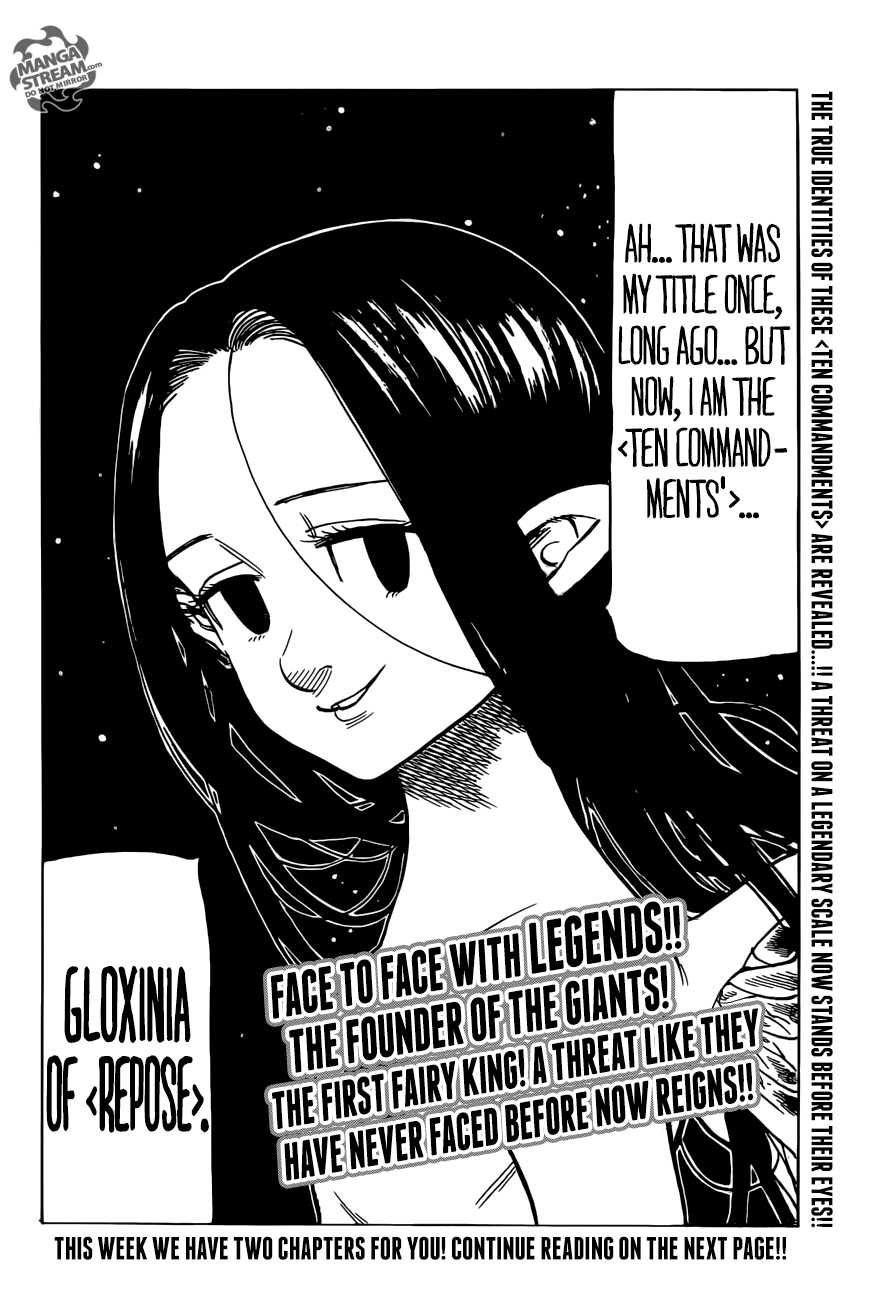 MANGA
STREAM.com
DO NOT MIRROR
AH... THAT WAS
MY TITLE ONCE,
LONG AGO... BUT
NOW, I AM THE
<TEN COMMAND-
MENTS'>...
THE TRUE IDENTITIES OF THESE <TEN COMMANDMENTS> ARE REVEALED...!! A THREAT ON A LEGENDARY SCALE NOW STANDS BEFORE THEIR EYES!!
GLOXINIA
OF <REPOSE>.
FACE TO FACE WITH LEGENDS!!
THE FOUNDER OF THE GIANTS!
THE FIRST FAIRY KING! A THREAT LIKE THEY
HAVE NEVER FACED BEFORE NOW REIGNS!!
THIS WEEK WE HAVE TWO CHAPTERS FOR YOU! CONTINUE READING ON THE NEXT PAGE!!